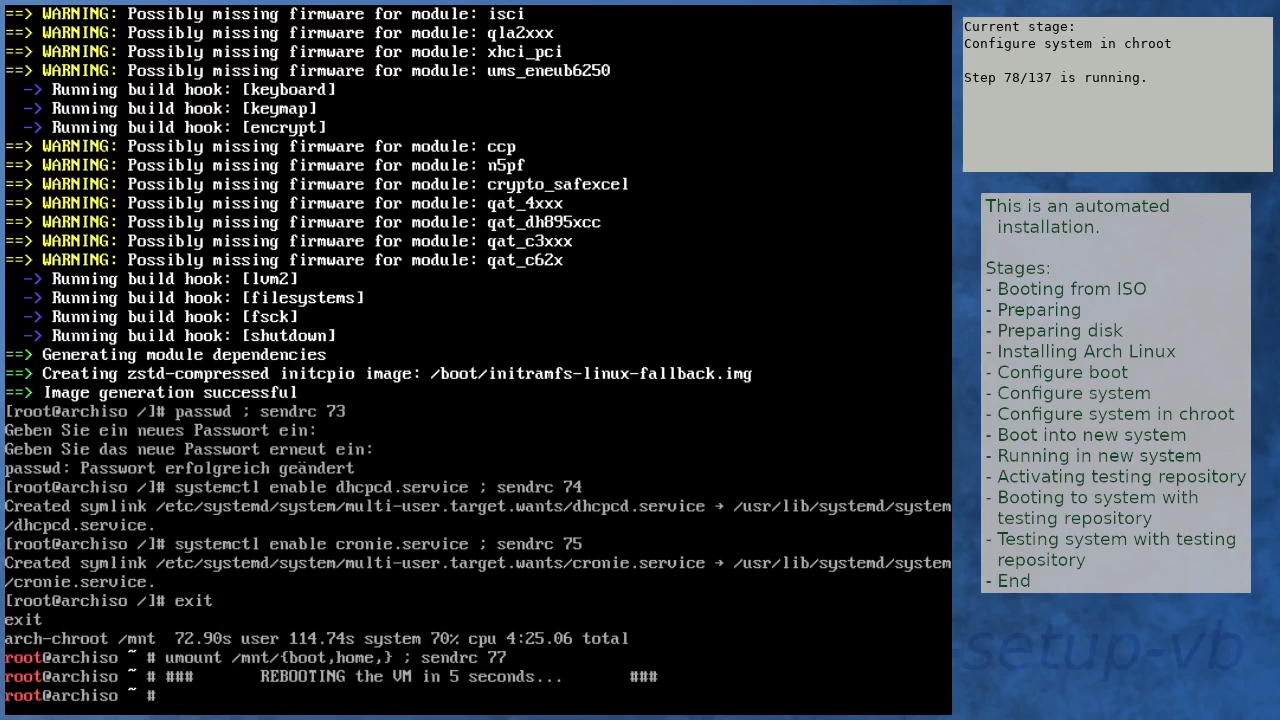 ==> WARNING: Possibly missing firmware for module: isci
==> WARNING: Possibly missing firmware for module: qla2xxx
==> WARNING: Possibly missing firmware for module: xhci_pci
==> WARNING: Possibly missing firmware for module: ums_eneub6250
  -> Running build hook: [keyboard]
  -> Running build hook: [keymap]
  -> Running build hook: [encrypt]
==> WARNING: Possibly missing firmware for module: ccp
==> WARNING: Possibly missing firmware for module: n5pf
==> WARNING: Possibly missing firmware for module: crypto_safexcel
==> WARNING: Possibly missing firmware for module: qat_4xxx
==> WARNING: Possibly missing firmware for module: qat_dh895xcc
==> WARNING: Possibly missing firmware for module: qat_c3xxx
==> WARNING: Possibly missing firmware for module: qat_c62x
  -> Running build hook: [lvm2]
  -> Running build hook: [filesystems]
  -> Running build hook: [fsck]
  -> Running build hook: [shutdown]
==> Generating module dependencies
==> Creating zstd-compressed initcpio image: /boot/initramfs-linux-fallback.img
==> Image generation successful
[root@archiso /]# passwd ; sendrc 73
Geben Sie ein neues Passwort ein:
Geben Sie das neue Passwort erneut ein:
passwd: Passwort erfolgreich geändert
[root@archiso /]# systemctl enable dhcpcd.service ; sendrc 74
Created symlink /etc/systemd/system/multi-user.target.wants/dhcpcd.service → /usr/lib/systemd/system
/dhcpcd.service.
[root@archiso /]# systemctl enable cronie.service ; sendrc 75
Created symlink /etc/systemd/system/multi-user.target.wants/cronie.service → /usr/lib/systemd/system
/cronie.service.
[root@archiso /]# exit
exit
arch-chroot /mnt  72.90s user 114.74s system 70% cpu 4:25.06 total
root@archiso ~ # umount /mnt/{boot,home,} ; sendrc 77
root@archiso ~ # ###       REBOOTING the VM in 5 seconds...       ###
root@archiso ~ #
Current stage:
Configure system in chroot
Step 78/137 is running.
This is an automated
installation.
Stages:
- Booting from ISO
- Preparing
- Preparing disk
- Installing Arch Linux
- Configure boot
- Configure system
- Configure system in chroot
- Boot into new system
- Running in new system
- Activating testing repository
- Booting to system with
testing repository
- Testing system with testing
repository
- End
-setup-vb